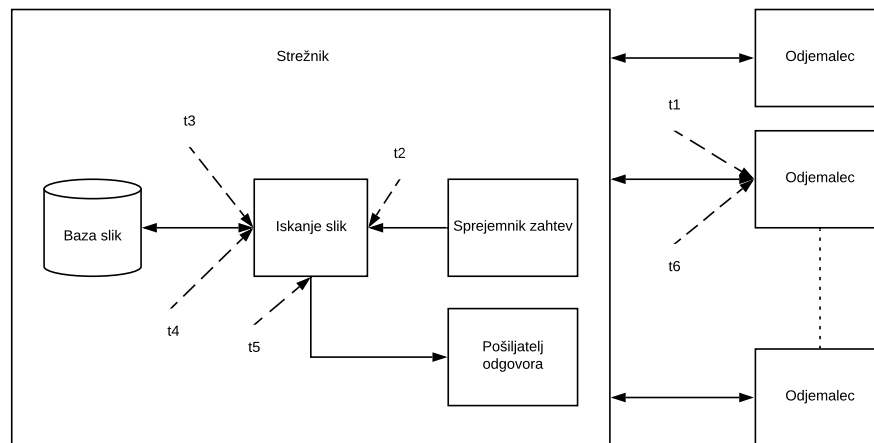 Strežnik
Odjemalec
t1
t3
t2
Odjemalec
Baza slik
Iskanje slik
Sprejemnik zahtev
t6
t4
t5
Pošiljatelj
odgovora
Odjemalec